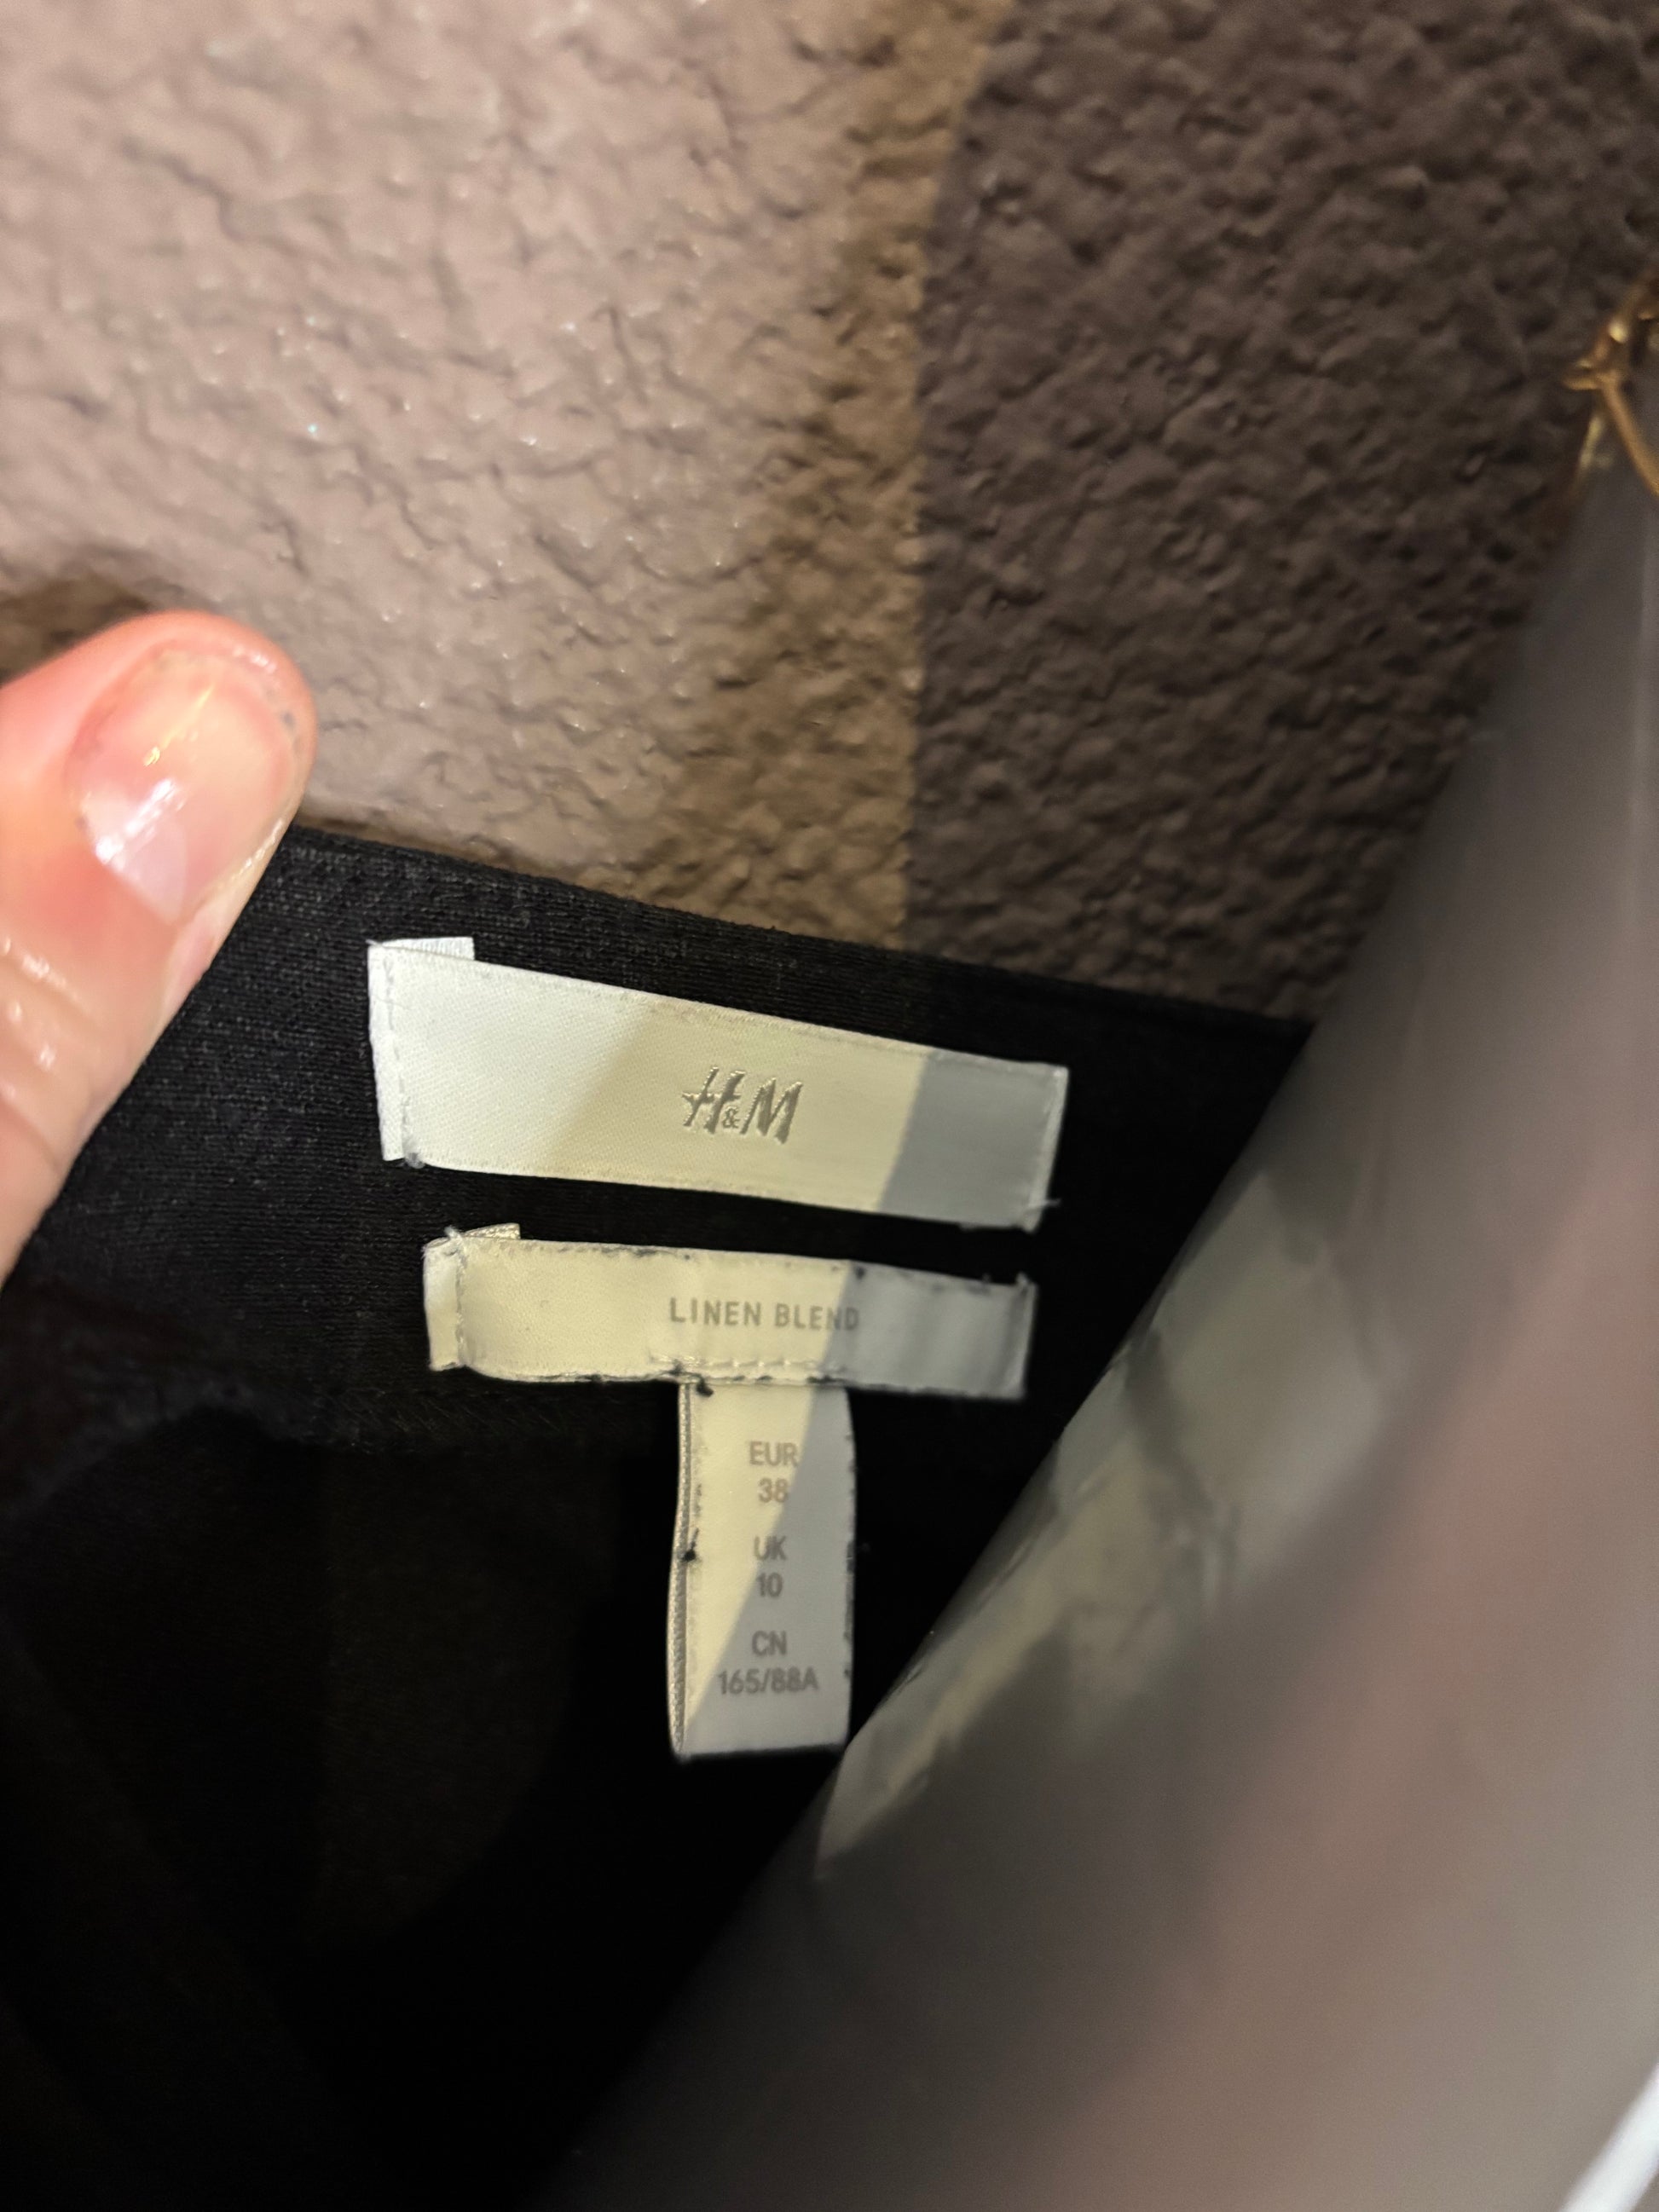 H&M
LINEN BLEND
EUR
38
UK
10
CN
165/88A